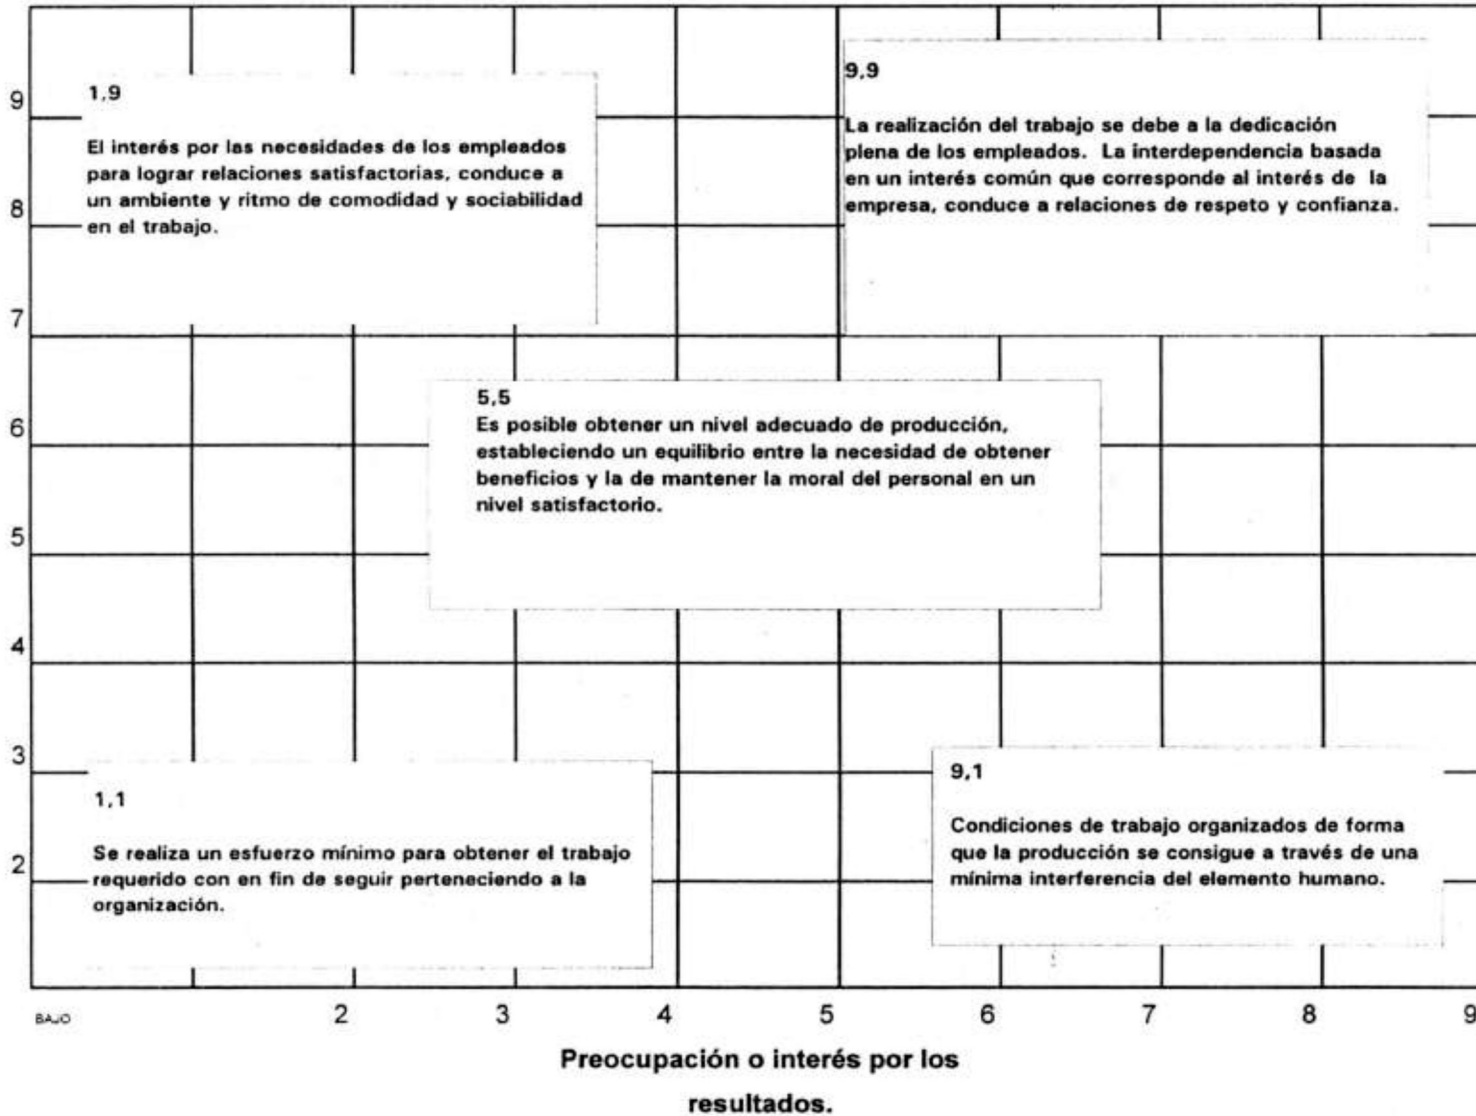 9
1,9
El interés por las necesidades de los empleados
para lograr relaciones satisfactorias, conduce a
un ambiente y ritmo de comodidad y sociabilidad
en el trabajo.
9,9
La realización del trabajo se debe a la dedicación
plena de los empleados. La interdependencia basada
en un interés común que corresponde al interés de la
empresa, conduce a relaciones de respeto y confianza.
8
7
6
5,5
Es posible obtener un nivel adecuado de producción,
estableciendo un equilibrio entre la necesidad de obtener
beneficios y la de mantener la moral del personal en un
nivel satisfactorio.
5
4
3
1,1
Se realiza un esfuerzo mínimo para obtener el trabajo
requerido con en fin de seguir perteneciendo a la
organización.
9,1
Condiciones de trabajo organizados de forma
que la producción se consigue a través de una
mínima interferencia del elemento humano.
2
BAJO 2 3 4 5 6 7 8 9
Preocupación o interés por los
resultados.